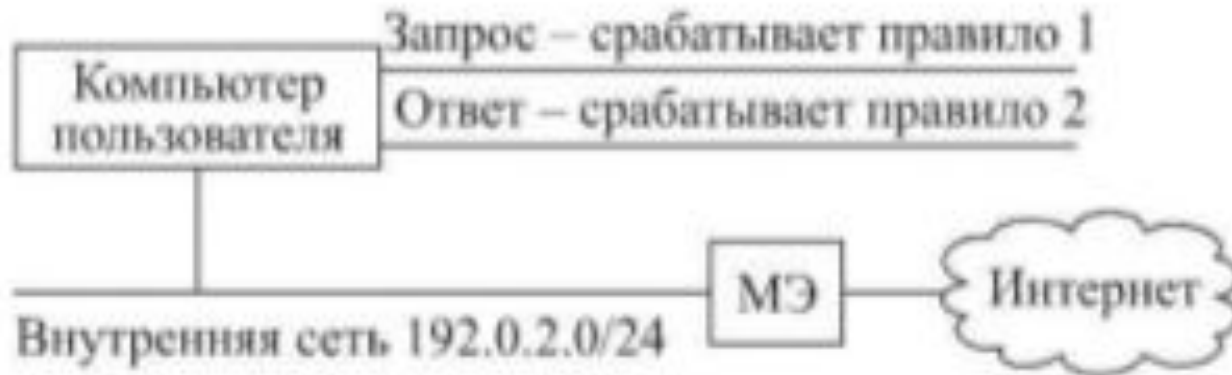 Запрос – срабатывает правило 1
Компьютер
пользователя
Ответ – срабатывает правило 2
МЭ
Интернет
Внутренняя сеть 192.0.2.0/24